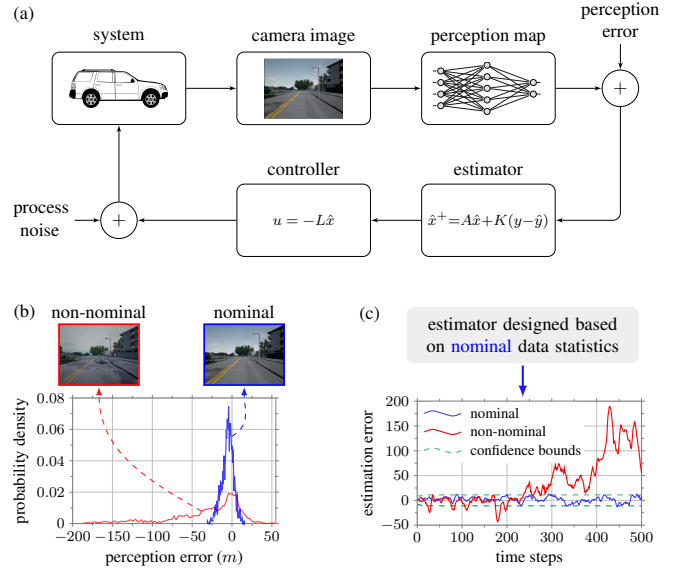 (a)
system
camera image
perception map
perception
error
+
controller
estimator
process
noise
+
u = −Lx̂
x̂⁺=Ax̂+K(y−ŷ)
(b)
non-nominal
nominal
probability density
0.08
0.06
0.04
0.02
0
−200 −150 −100 −50 0 50
perception error (m)
(c)
estimator designed based
on nominal data statistics
estimation error
200
150
100
50
0
−50
nominal
non-nominal
confidence bounds
0 100 200 300 400 500
time steps